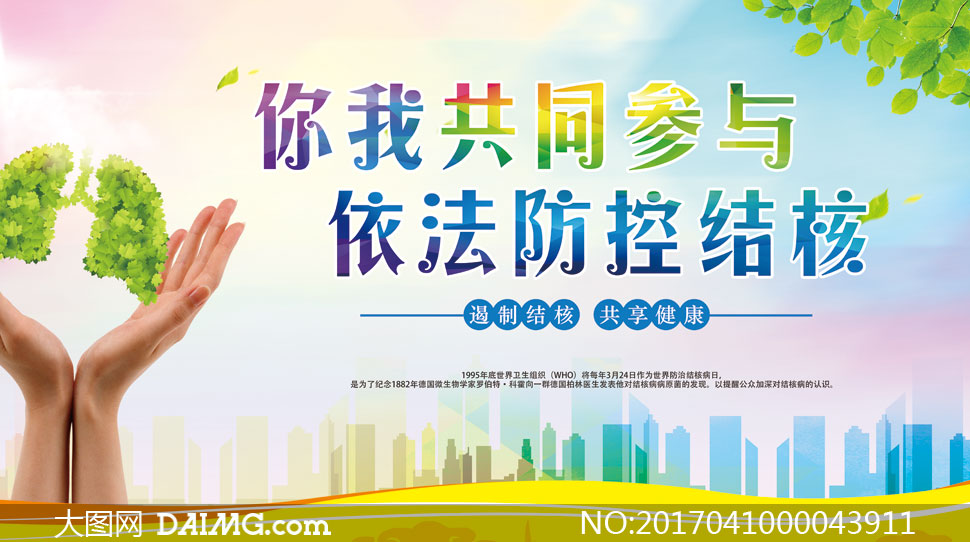 你我共同参与
依法防控结核
遏制结核 共享健康
1995年底世界卫生组织（WHO）将每年3月24日作为世界防治结核病日，
是为了纪念1882年德国微生物学家罗伯特·科霍向一群德国柏林医生发表他对结核病病原菌的发现。以提醒公众加深对结核病的认识。
大图网 DAIMG.com NO:2017041000043911